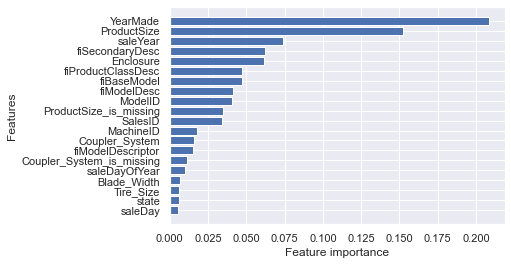 YearMade
ProductSize
saleYear
fiSecondaryDesc
Enclosure
fiProductClassDesc
fiBaseModel
fiModelDesc
ModelID
ProductSize_is_missing
SalesID
MachineID
Coupler_System
fiModelDescriptor
Coupler_System_is_missing
saleDayOfYear
Blade_Width
Tire_Size
state
saleDay
Features
0.000 0.025 0.050 0.075 0.100 0.125 0.150 0.175 0.200
Feature importance